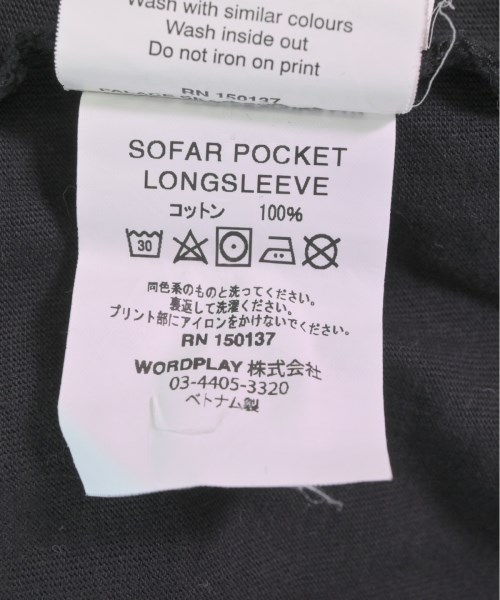 Wash with similar colours
Wash inside out
Do not iron on print
RN 150137
SOFAR POCKET
LONGSLEEVE
コットン 100%
30
同色系のものと洗ってください。
裏返して洗濯ください。
プリント部にアイロンをかけないでください。
RN 150137
WORDPLAY 株式会社
03-4405-3320
ベトナム製